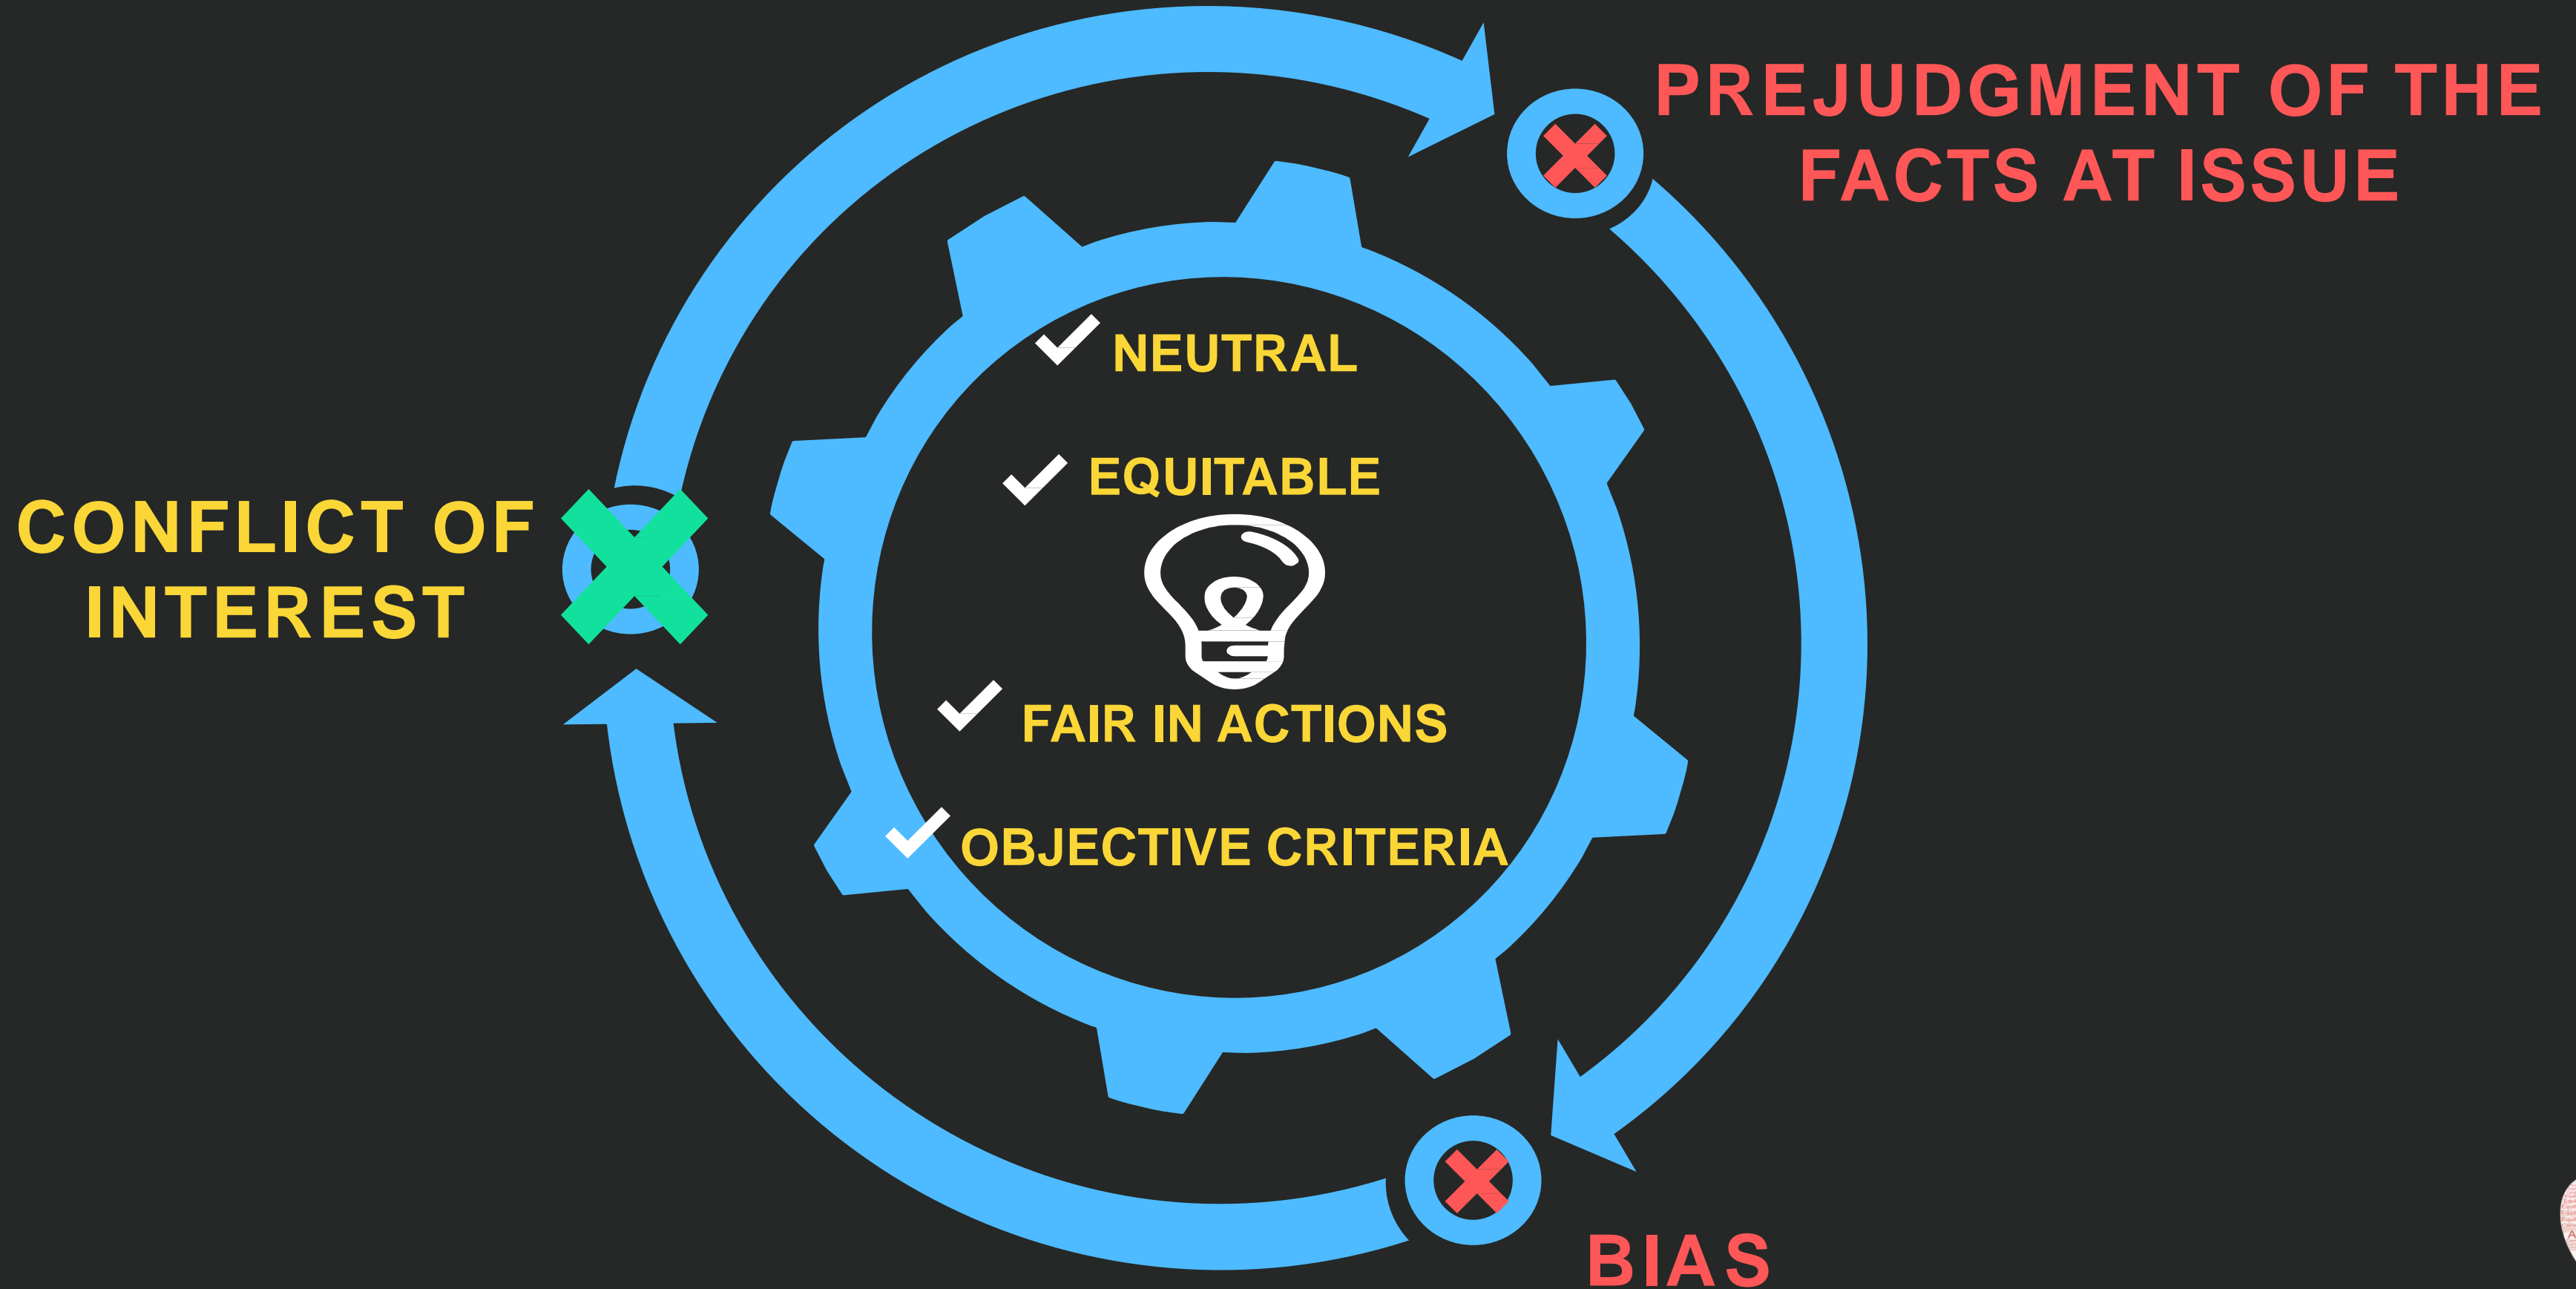 PREJUDGMENT OF THE
FACTS AT ISSUE
NEUTRAL
EQUITABLE
CONFLICT OF
INTEREST
FAIR IN ACTIONS
OBJECTIVE CRITERIA
BIAS